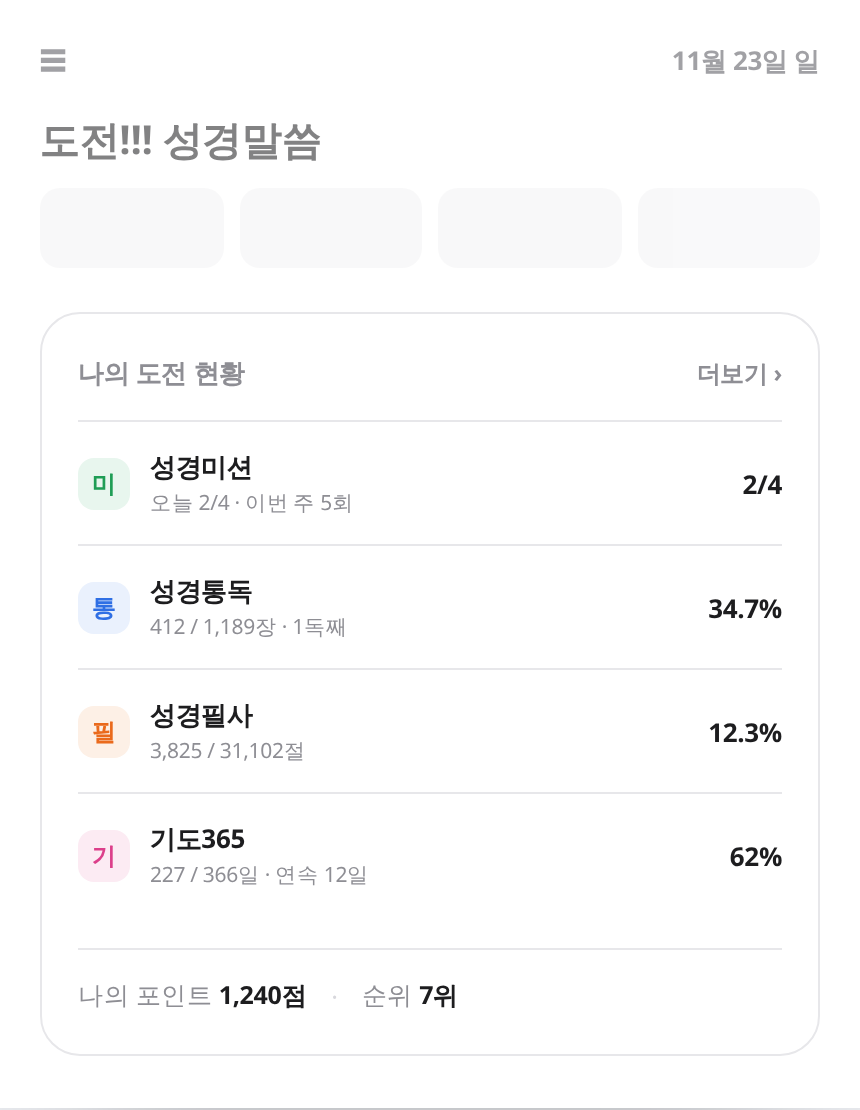 ☰
11월 23일 일
도전!!! 성경말씀
나의 도전 현황
더보기 ›
미
성경미션
오늘 2/4 · 이번 주 5회
2/4
통
성경통독
412 / 1,189장 · 1독째
34.7%
필
성경필사
3,825 / 31,102절
12.3%
기
기도365
227 / 366일 · 연속 12일
62%
나의 포인트 1,240점 · 순위 7위